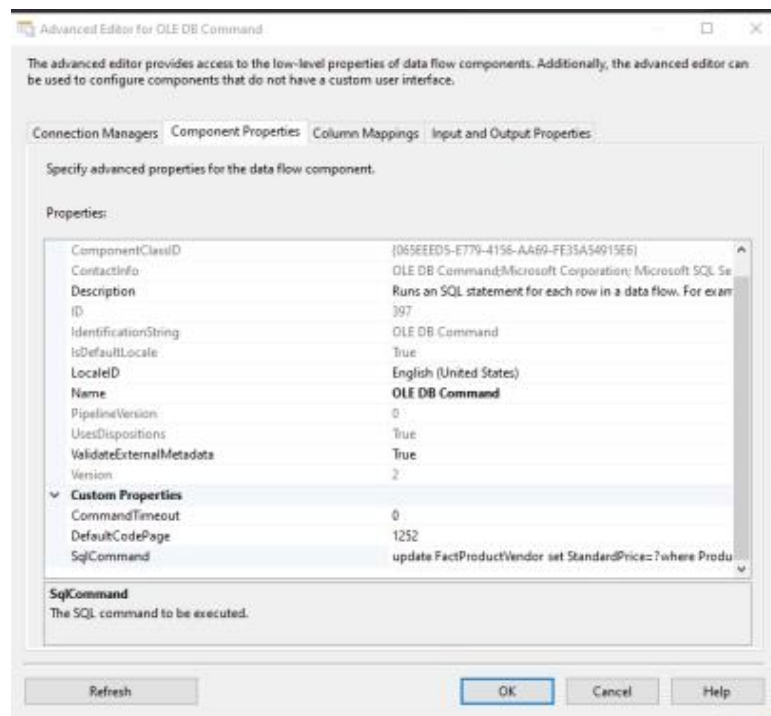 Advanced Editor for OLE DB Command
The advanced editor provides access to the low-level properties of data flow components. Additionally, the advanced editor can
be used to configure components that do not have a custom user interface.
Connection Managers Component Properties Column Mappings Input and Output Properties
Specify advanced properties for the data flow component.
Properties:
ComponentClassID {065EEED5-E779-4156-AA69-FE35A54915E6}
ContactInfo OLE DB Command;Microsoft Corporation; Microsoft SQL Se
Description Runs an SQL statement for each row in a data flow. For exam
ID 397
IdentificationString OLE DB Command
IsDefaultLocale True
LocaleID English (United States)
Name OLE DB Command
PipelineVersion 0
UsesDispositions True
ValidateExternalMetadata True
Version 2
Custom Properties
CommandTimeout 0
DefaultCodePage 1252
SqlCommand update FactProductVendor set StandardPrice=?where Produ
SqlCommand
The SQL command to be executed.
Refresh OK Cancel Help